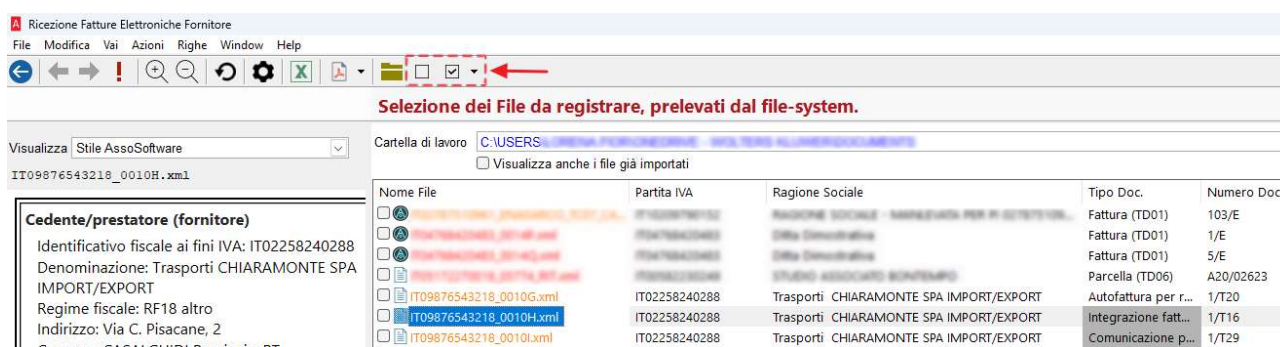 Ricezione Fatture Elettroniche Fornitore
File Modifica Vai Azioni Righe Window Help
Selezione dei File da registrare, prelevati dal file-system.
Visualizza Stile AssoSoftware
IT09876543218_0010H.xml
Cedente/prestatore (fornitore)
Identificativo fiscale ai fini IVA: IT02258240288
Denominazione: Trasporti CHIARAMONTE SPA
IMPORT/EXPORT
Regime fiscale: RF18 altro
Indirizzo: Via C. Pisacane, 2
Cartella di lavoro C:\USERS
Visualizza anche i file già importati
Nome File Partita IVA Ragione Sociale Tipo Doc. Numero Doc
Fattura (TD01) 103/E
Fattura (TD01) 1/E
Fattura (TD01) 5/E
Parcella (TD06) A20/02623
IT09876543218_0010G.xml IT02258240288 Trasporti CHIARAMONTE SPA IMPORT/EXPORT Autofattura per r... 1/T20
IT09876543218_0010H.xml IT02258240288 Trasporti CHIARAMONTE SPA IMPORT/EXPORT Integrazione fatt... 1/T16
IT09876543218_0010I.xml IT02258240288 Trasporti CHIARAMONTE SPA IMPORT/EXPORT Comunicazione p... 1/T29